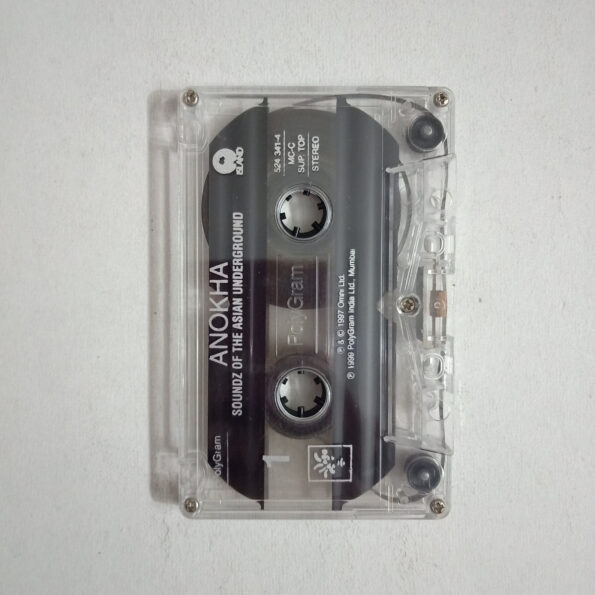 ISLAND
524 341-4
MC-C
SUP. TOP
STEREO
ANOKHA
SOUNDZ OF THE ASIAN UNDERGROUND
PolyGram
℗ & © 1997 Omni Ltd.
℗ 1999 PolyGram India Ltd., Mumbai
PolyGram
1